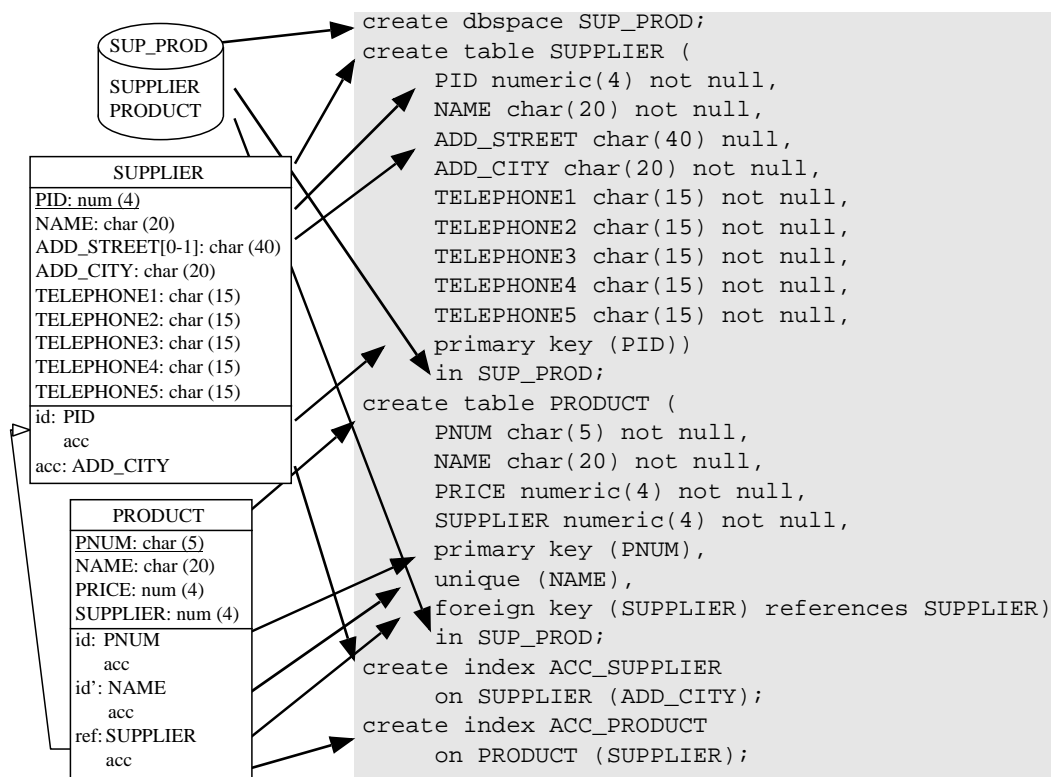 SUP_PROD
SUPPLIER
PRODUCT
SUPPLIER
PID: num (4)
NAME: char (20)
ADD_STREET[0-1]: char (40)
ADD_CITY: char (20)
TELEPHONE1: char (15)
TELEPHONE2: char (15)
TELEPHONE3: char (15)
TELEPHONE4: char (15)
TELEPHONE5: char (15)
id: PID
acc
acc: ADD_CITY
PRODUCT
PNUM: char (5)
NAME: char (20)
PRICE: num (4)
SUPPLIER: num (4)
id: PNUM
acc
id’: NAME
acc
ref: SUPPLIER
acc
create dbspace SUP_PROD;
create table SUPPLIER (
PID numeric(4) not null,
NAME char(20) not null,
ADD_STREET char(40) null,
ADD_CITY char(20) not null,
TELEPHONE1 char(15) not null,
TELEPHONE2 char(15) not null,
TELEPHONE3 char(15) not null,
TELEPHONE4 char(15) not null,
TELEPHONE5 char(15) not null,
primary key (PID))
in SUP_PROD;
create table PRODUCT (
PNUM char(5) not null,
NAME char(20) not null,
PRICE numeric(4) not null,
SUPPLIER numeric(4) not null,
primary key (PNUM),
unique (NAME),
foreign key (SUPPLIER) references SUPPLIER)
in SUP_PROD;
create index ACC_SUPPLIER
on SUPPLIER (ADD_CITY);
create index ACC_PRODUCT
on PRODUCT (SUPPLIER);